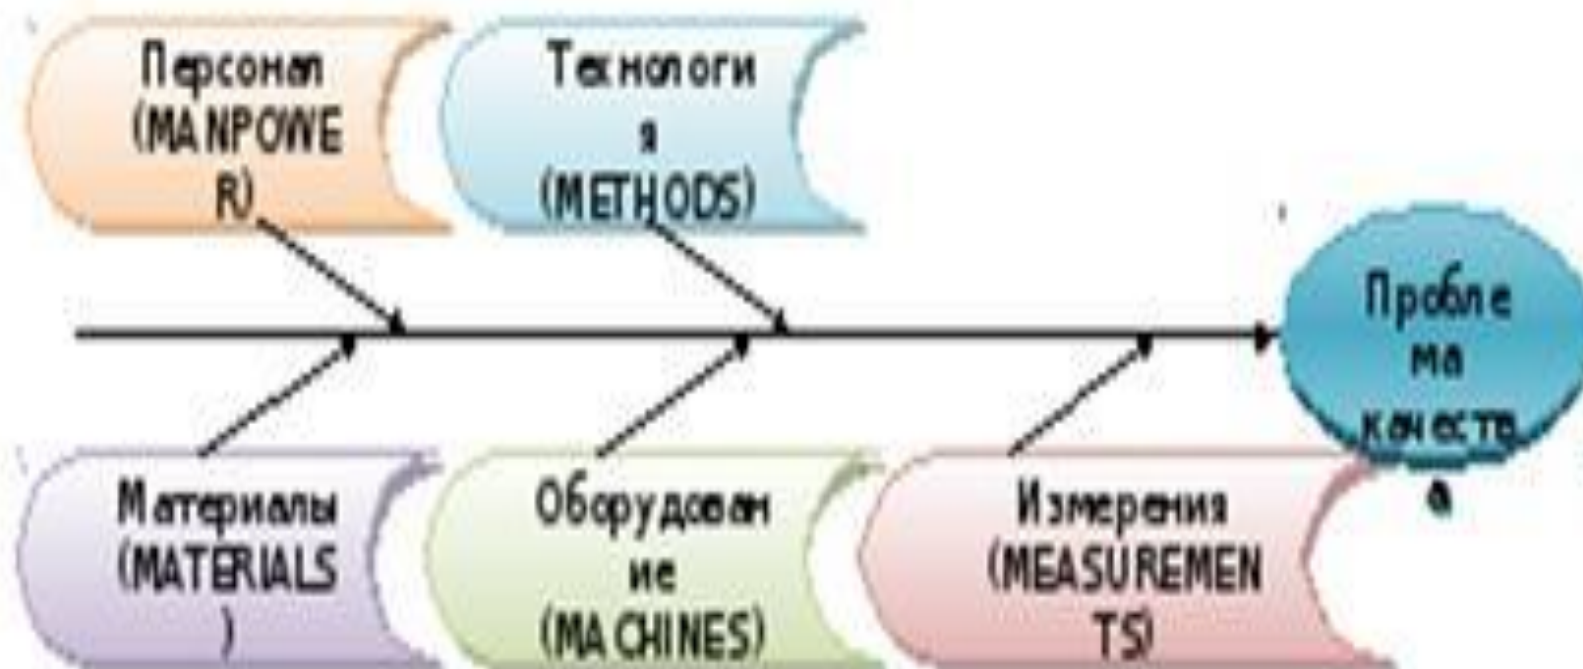 Персонал
(MANPOWE
R)
Технологи
я
(METHODS)
Пробле
ма
качеств
а
Материалы
(MATERIALS
)
Оборудован
ие
(MACHINES)
Измерения
(MEASUREMEN
TS)